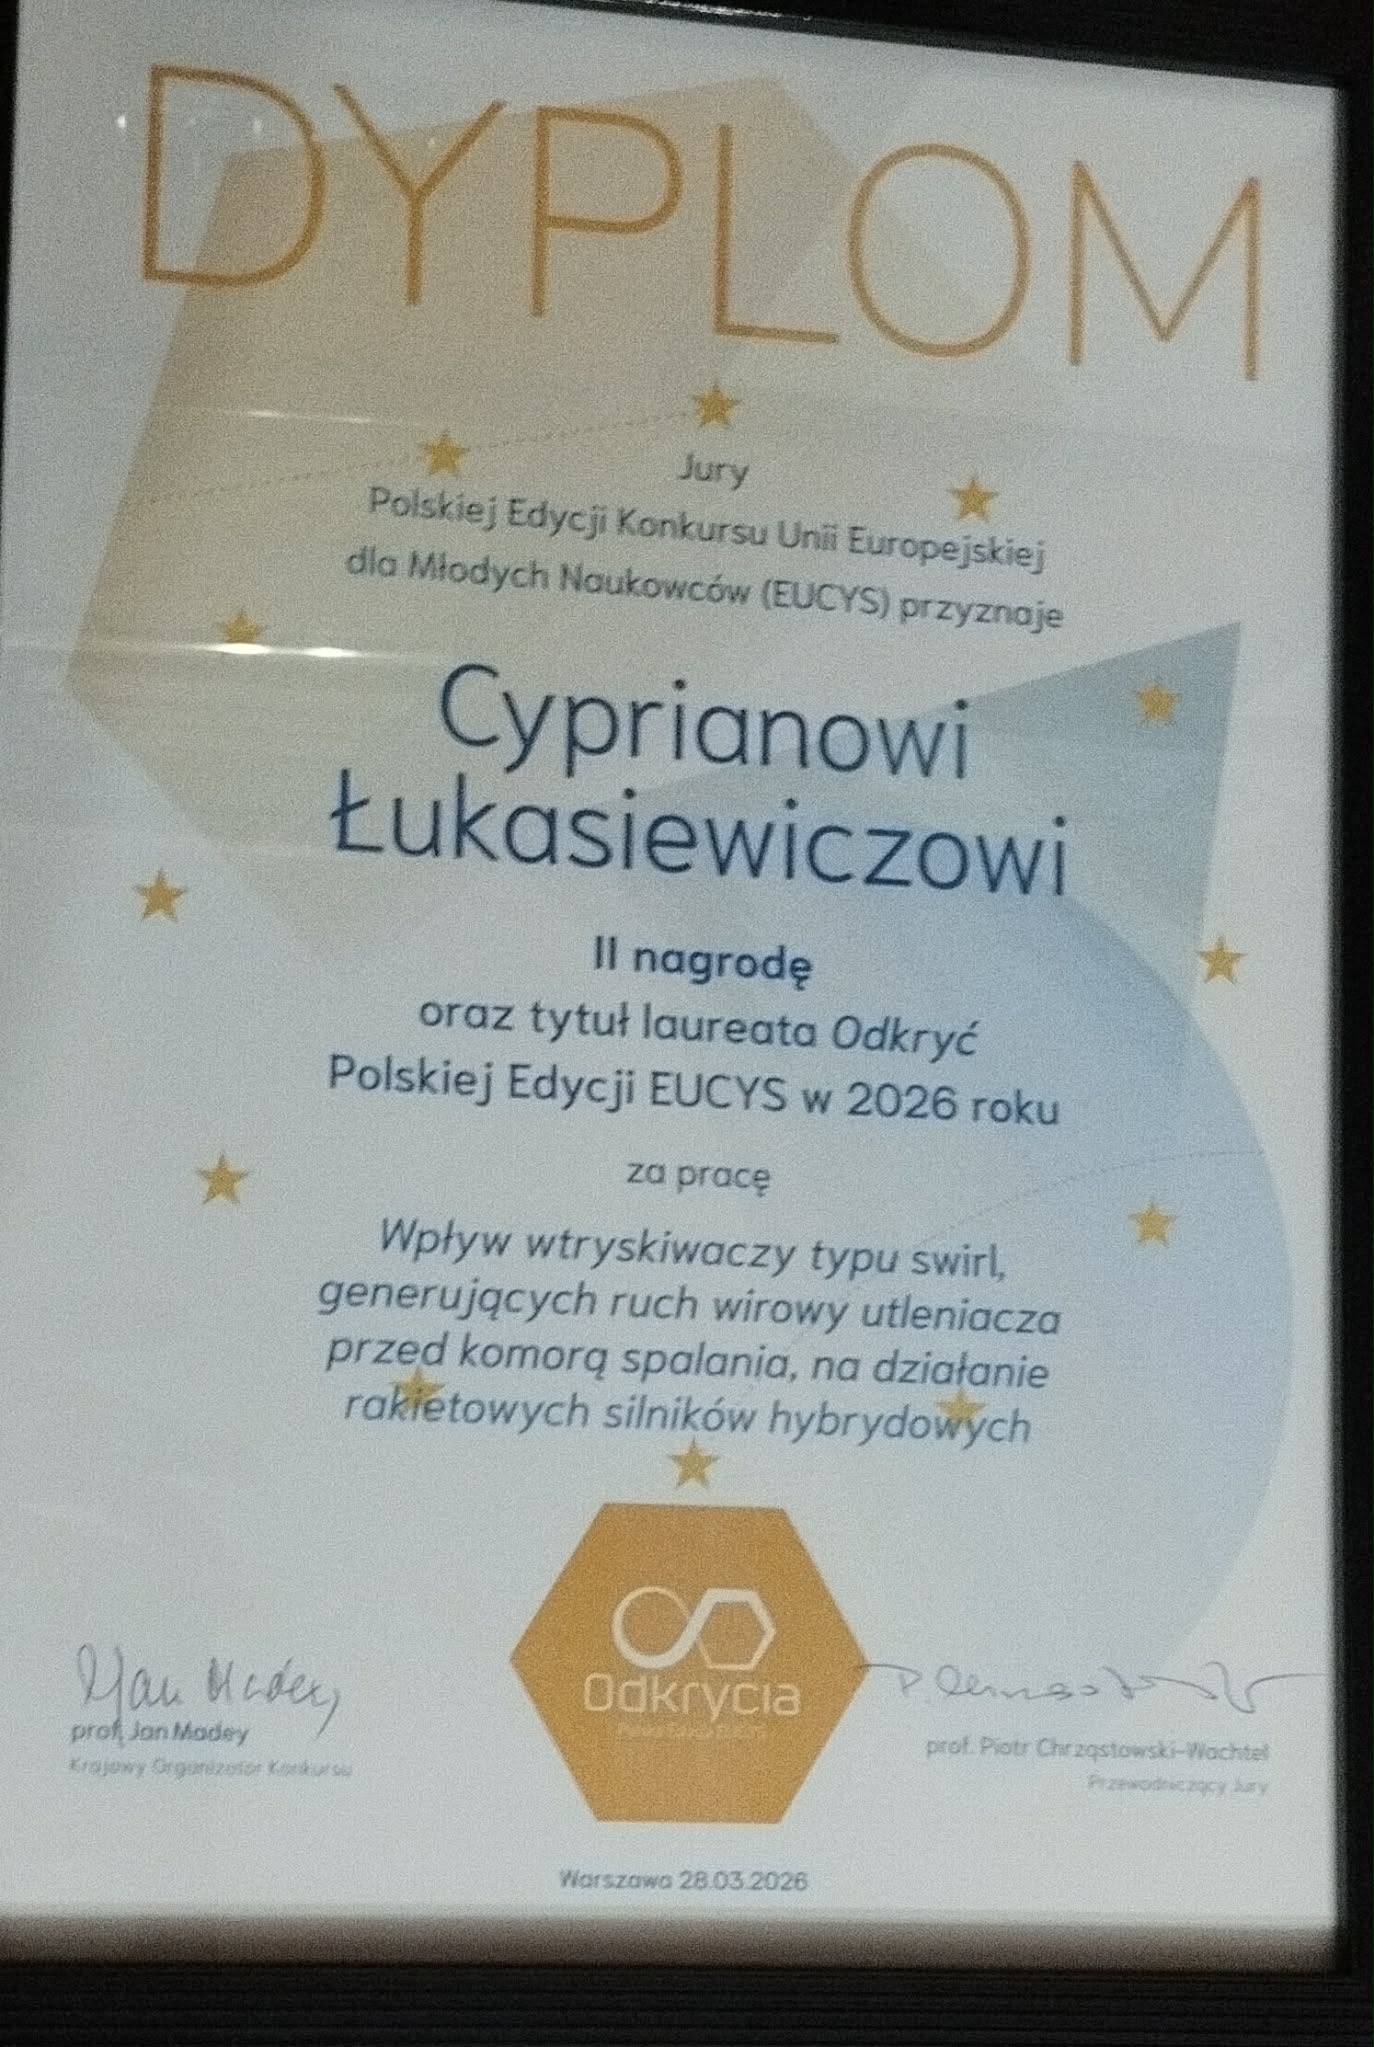 DYPLOM
Jury
Polskiej Edycji Konkursu Unii Europejskiej
dla Młodych Naukowców (EUCYS) przyznaje
Cyprianowi
Łukasiewiczowi
II nagrodę
oraz tytuł laureata Odkryć
Polskiej Edycji EUCYS w 2026 roku
za pracę
Wpływ wtryskiwaczy typu swirl,
generujących ruch wirowy utleniacza
przed komorą spalania, na działanie
rakietowych silników hybrydowych
Odkrycia
Jan Madey
prof. Jan Madey
Krajowy Organizator Konkursu
prof. Piotr Chrząstowski-Wachtel
Przewodniczący Jury
Warszawa 28.03.2026